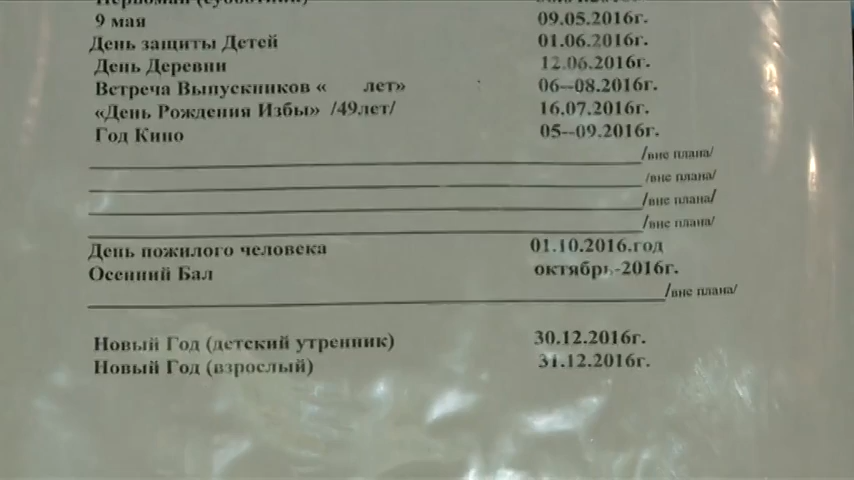 Первомай (субботник)
9 мая 09.05.2016г.
День защиты Детей 01.06.2016г.
День Деревни 12.06.2016г.
Встреча Выпускников « лет» 06--08.2016г.
«День Рождения Избы» /49лет/ 16.07.2016г.
Год Кино 05--09.2016г.
/вне плана/
/вне плана/
/вне плана/
/вне плана/
День пожилого человека 01.10.2016.год
Осенний Бал октябрь-2016г.
/вне плана/
Новый Год (детский утренник) 30.12.2016г.
Новый Год (взрослый) 31.12.2016г.